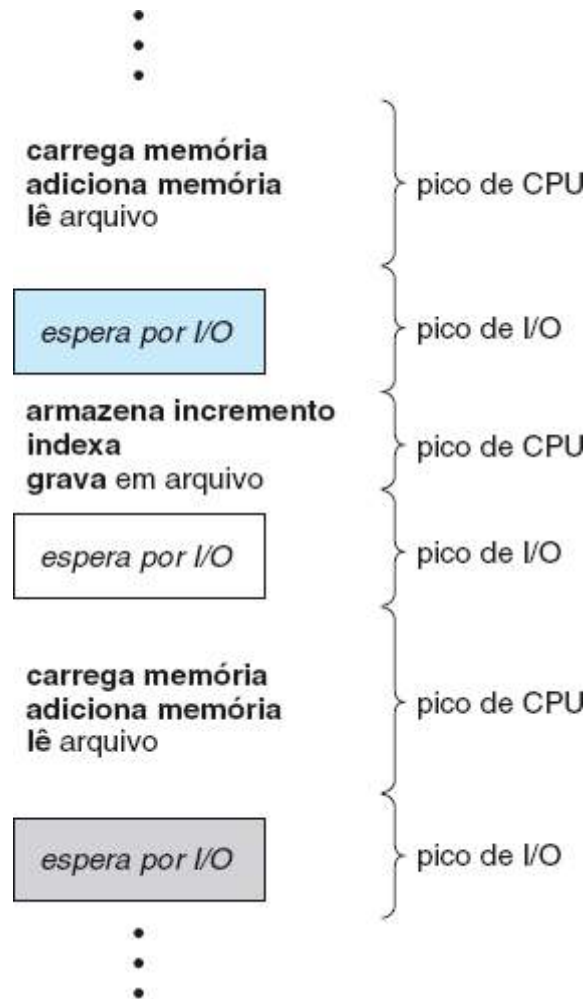 carrega memória
adiciona memória
lê arquivo
pico de CPU
espera por I/O
pico de I/O
armazena incremento
indexa
grava em arquivo
pico de CPU
espera por I/O
pico de I/O
carrega memória
adiciona memória
lê arquivo
pico de CPU
espera por I/O
pico de I/O